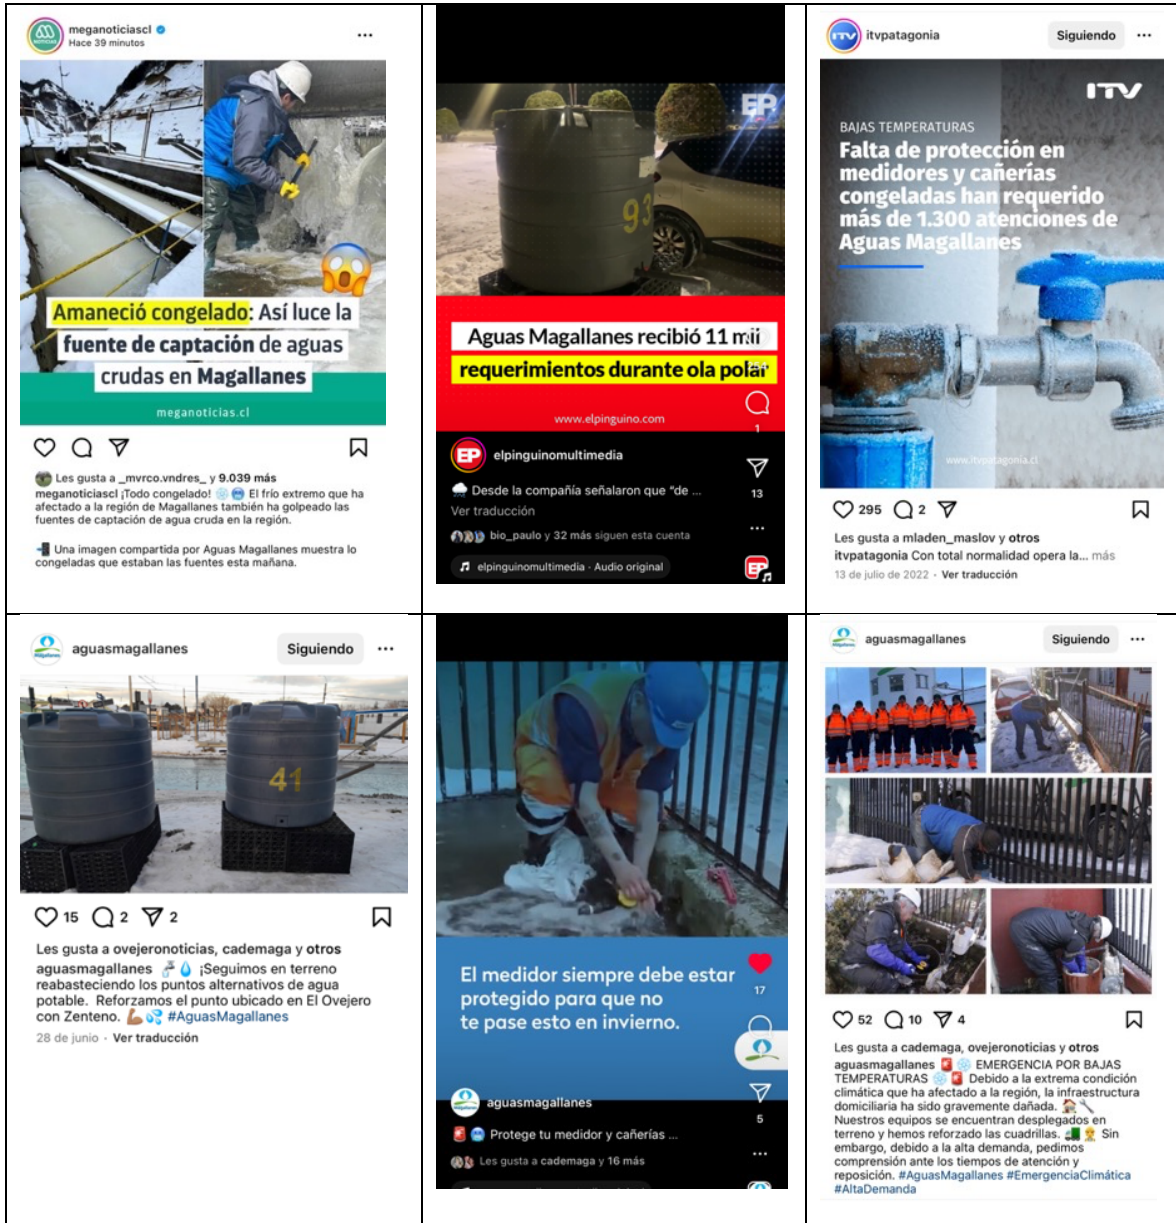 meganoticiascl
Hace 39 minutos
NOTICIAS
Amaneció congelado: Así luce la
fuente de captación de aguas
crudas en Magallanes
meganoticias.cl
Les gusta a _mvrco.vndres_ y 9.039 más
meganoticiascl ¡Todo congelado! El frío extremo que ha
afectado a la región de Magallanes también ha golpeado las
fuentes de captación de agua cruda en la región.
Una imagen compartida por Aguas Magallanes muestra lo
congeladas que estaban las fuentes esta mañana.
EP
93
Aguas Magallanes recibió 11 mil
requerimientos durante ola polar
www.elpinguino.com
1
EP
elpinguinomultimedia
Desde la compañía señalaron que “de ...
13
Ver traducción
bio_paulo y 32 más siguen esta cuenta
elpinguinomultimedia · Audio original
EP
ITV
itvpatagonia
Siguiendo
ITV
BAJAS TEMPERATURAS
Falta de protección en
medidores y cañerías
congeladas han requerido
más de 1.300 atenciones de
Aguas Magallanes
www.itvpatagonia.cl
295 2
Les gusta a mladen_maslov y otros
itvpatagonia Con total normalidad opera la... más
13 de julio de 2022 · Ver traducción
aguasmagallanes
Siguiendo
41
15 2 2
Les gusta a ovejeronoticias, cademaga y otros
aguasmagallanes ¡Seguimos en terreno
reabasteciendo los puntos alternativos de agua
potable. Reforzamos el punto ubicado en El Ovejero
con Zenteno. #AguasMagallanes
28 de junio · Ver traducción
El medidor siempre debe estar
protegido para que no
te pase esto en invierno.
17
aguasmagallanes
5
Protege tu medidor y cañerías ...
Les gusta a cademaga y 16 más
aguasmagallanes
Siguiendo
52 10 4
Les gusta a cademaga, ovejeronoticias y otros
aguasmagallanes EMERGENCIA POR BAJAS
TEMPERATURAS Debido a la extrema condición
climática que ha afectado a la región, la infraestructura
domiciliaria ha sido gravemente dañada.
Nuestros equipos se encuentran desplegados en
terreno y hemos reforzado las cuadrillas. Sin
embargo, debido a la alta demanda, pedimos
comprensión ante los tiempos de atención y
reposición. #AguasMagallanes #EmergenciaClimática
#AltaDemanda